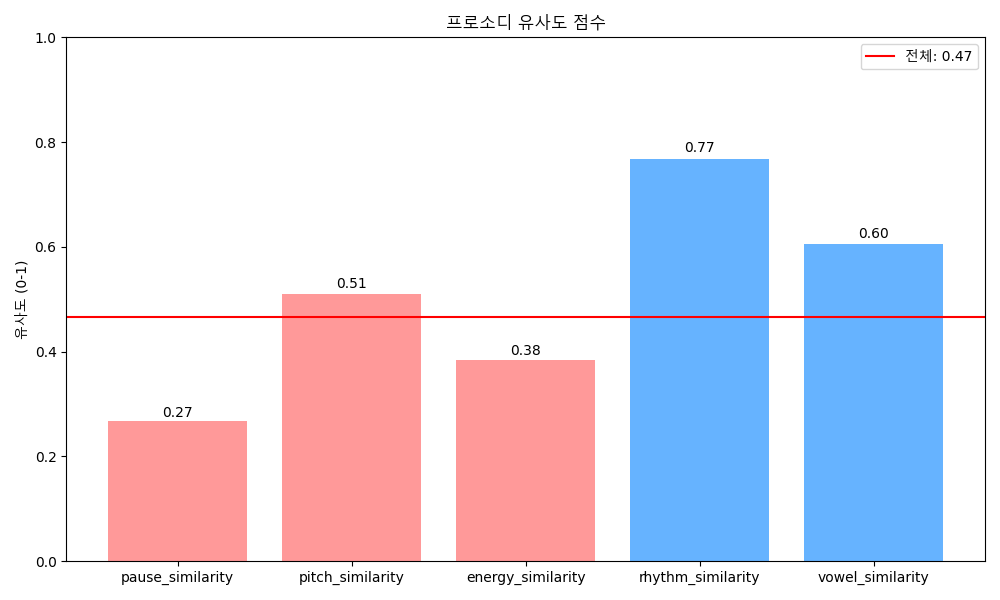 프로소디 유사도 점수
전체: 0.47
유사도 (0-1)
1.0
0.8
0.6
0.4
0.2
0.0
0.27
0.51
0.38
0.77
0.60
pause_similarity
pitch_similarity
energy_similarity
rhythm_similarity
vowel_similarity